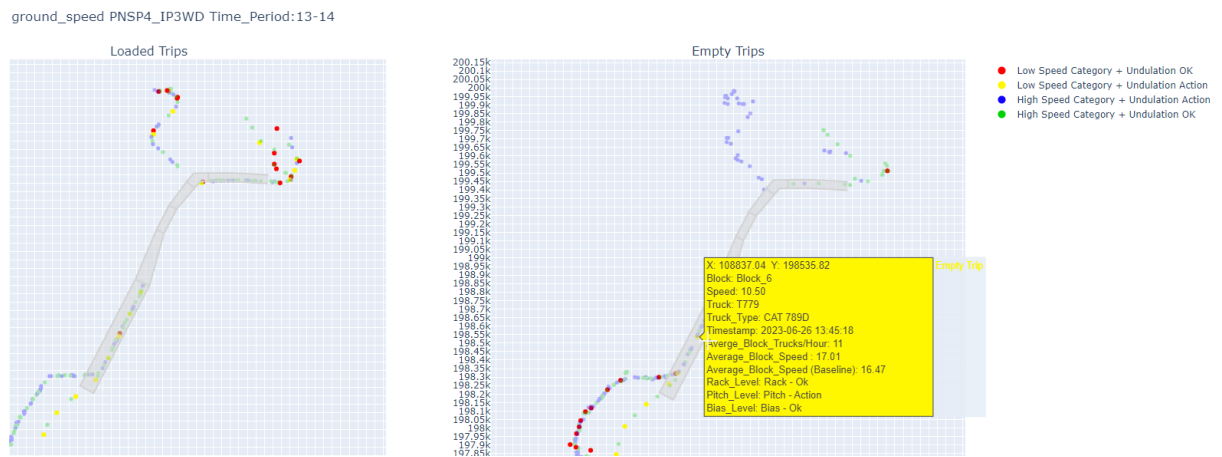 ground_speed PNSP4_IP3WD Time_Period:13-14
Loaded Trips
Empty Trips
200.15k
200.1k
200.05k
200k
199.95k
199.9k
199.85k
199.8k
199.75k
199.7k
199.65k
199.6k
199.55k
199.5k
199.45k
199.4k
199.35k
199.3k
199.25k
199.2k
199.15k
199.1k
199.05k
199k
198.95k
198.9k
198.85k
198.8k
198.75k
198.7k
198.65k
198.6k
198.55k
198.5k
198.45k
198.4k
198.35k
198.3k
198.25k
198.2k
198.15k
198.1k
198.05k
198k
197.95k
197.9k
197.85k
Low Speed Category + Undulation OK
Low Speed Category + Undulation Action
High Speed Category + Undulation Action
High Speed Category + Undulation OK
X: 108837.04 Y: 198535.82
Block: Block_6
Speed: 10.50
Truck: T779
Truck_Type: CAT 789D
Timestamp: 2023-06-26 13:45:18
Averge_Block_Trucks/Hour: 11
Average_Block_Speed : 17.01
Average_Block_Speed (Baseline): 16.47
Rack_Level: Rack - Ok
Pitch_Level: Pitch - Action
Bias_Level: Bias - Ok
Empty Trip